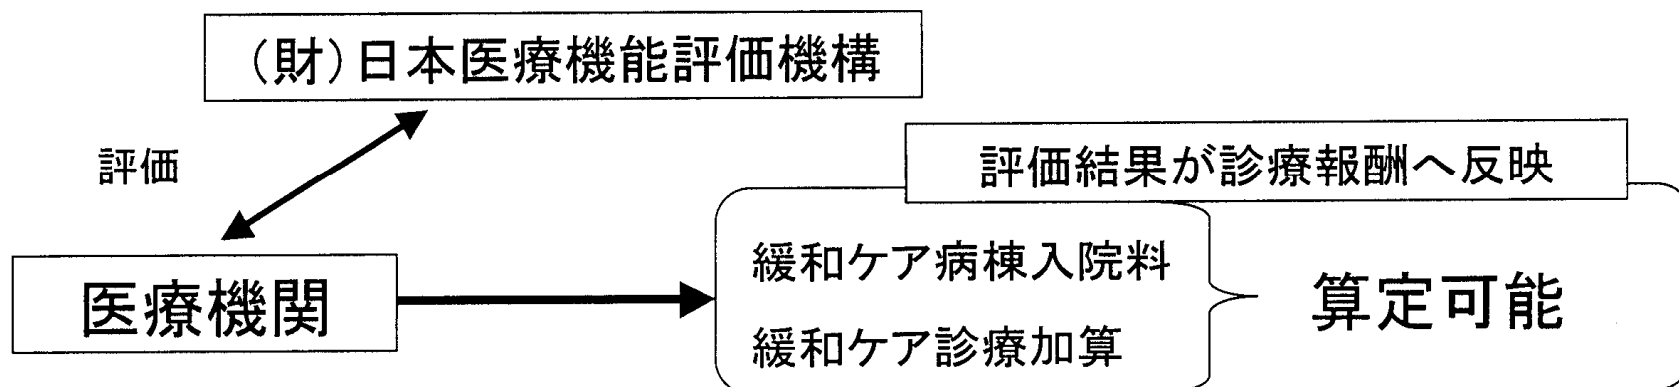 (財)日本医療機能評価機構
評価
評価結果が診療報酬へ反映
医療機関
緩和ケア病棟入院料
緩和ケア診療加算
算定可能